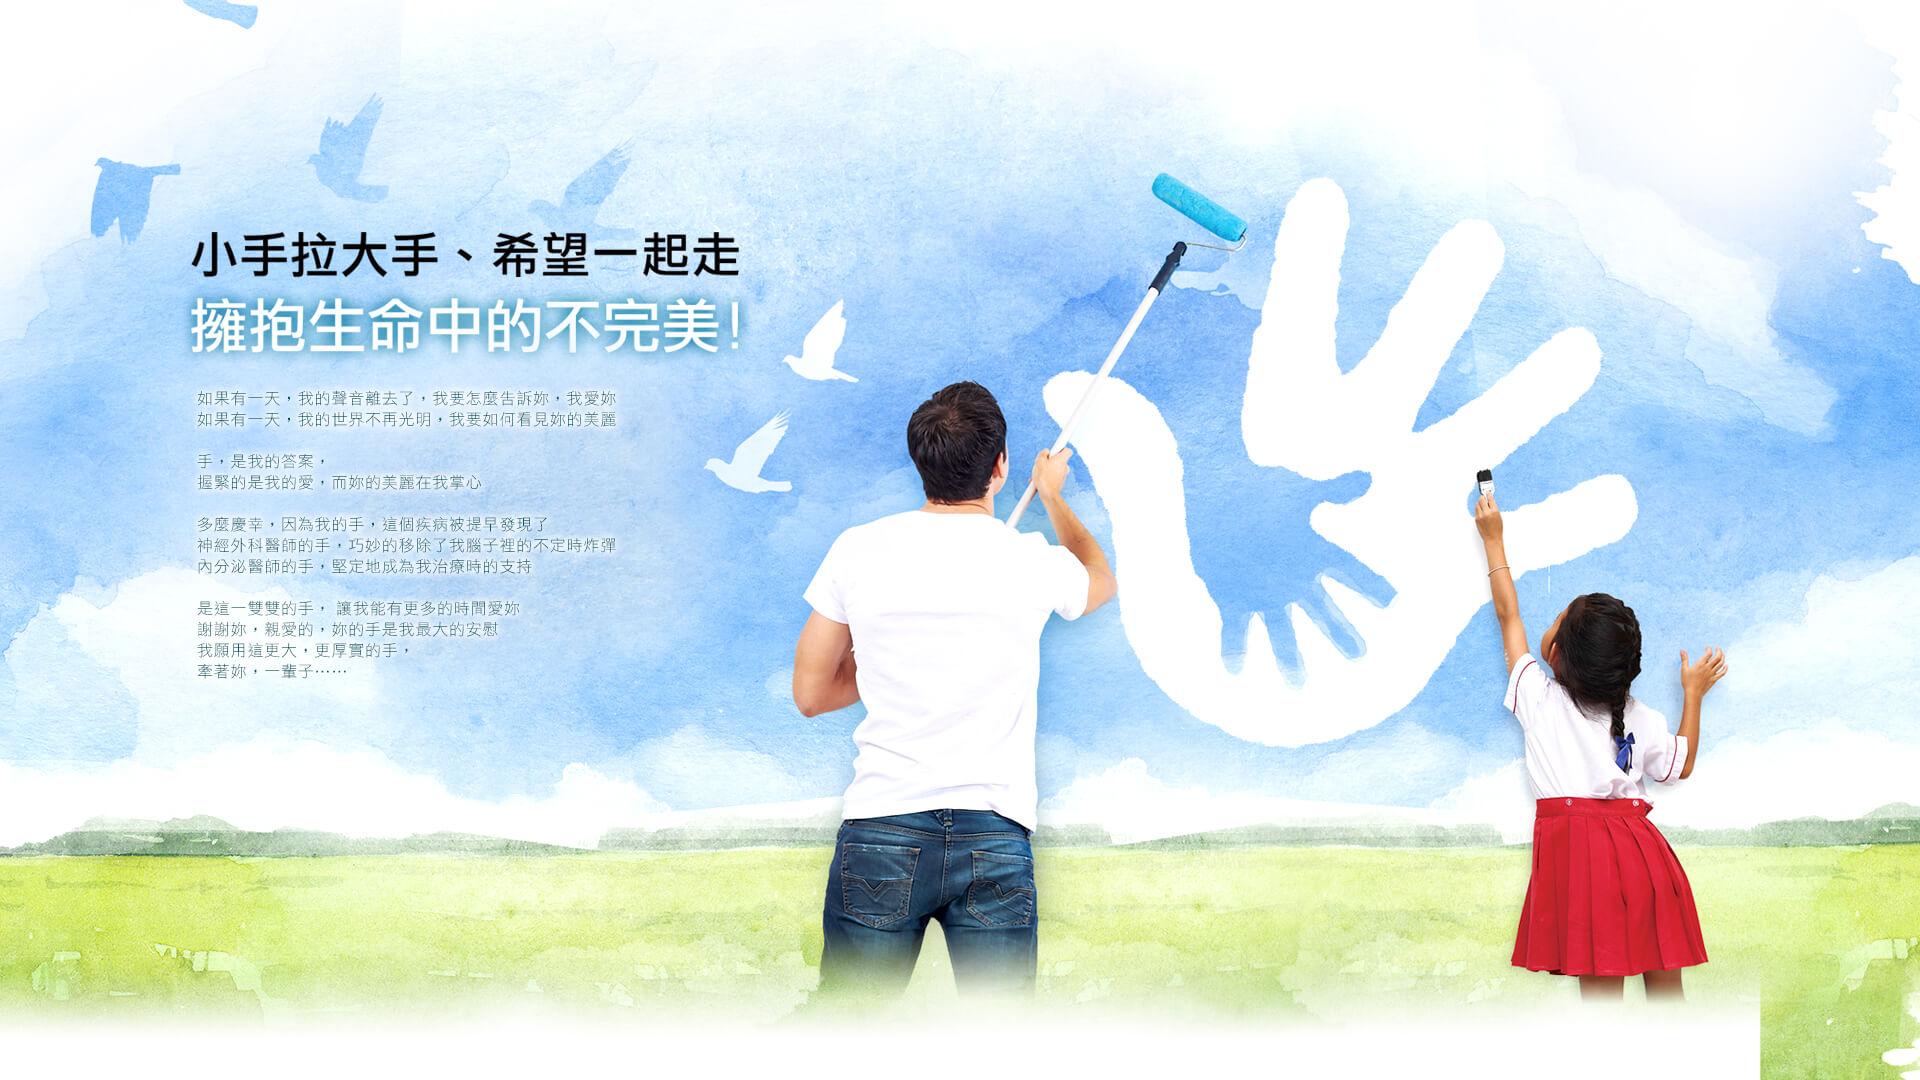 小手拉大手、希望一起走
擁抱生命中的不完美!
如果有一天，我的聲音離去了，我要怎麼告訴妳，我愛妳
如果有一天，我的世界不再光明，我要如何看見妳的美麗
手，是我的答案，
握緊的是我的愛，而妳的美麗在我掌心
多麼慶幸，因為我的手，這個疾病被提早發現了
神經外科醫師的手，巧妙的移除了我腦子裡的不定時炸彈
內分泌醫師的手，堅定地成為我治療時的支持
是這一雙雙的手， 讓我能有更多的時間愛妳
謝謝妳，親愛的，妳的手是我最大的安慰
我願用這更大，更厚實的手，
牽著妳，一輩子……